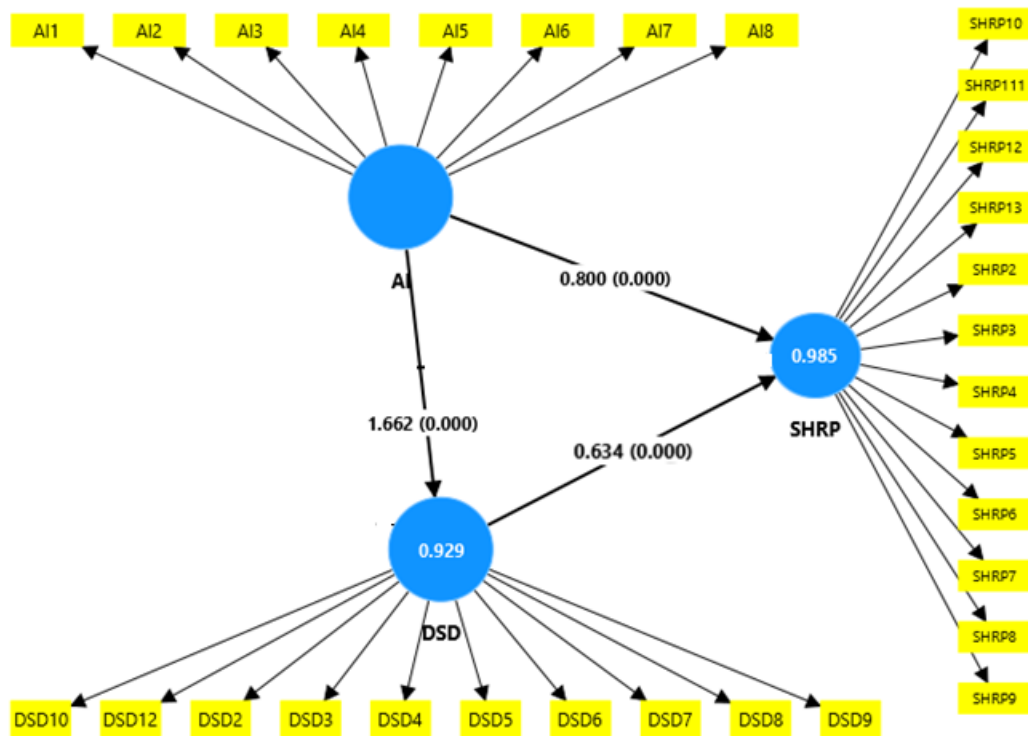 AI1 AI2 AI3 AI4 AI5 AI6 AI7 AI8
SHRP10
SHRP111
SHRP12
SHRP13
SHRP2
SHRP3
SHRP4
SHRP5
SHRP6
SHRP7
SHRP8
SHRP9
AI
0.800 (0.000)
0.985
SHRP
1.662 (0.000)
0.634 (0.000)
0.929
DSD
DSD10 DSD12 DSD2 DSD3 DSD4 DSD5 DSD6 DSD7 DSD8 DSD9